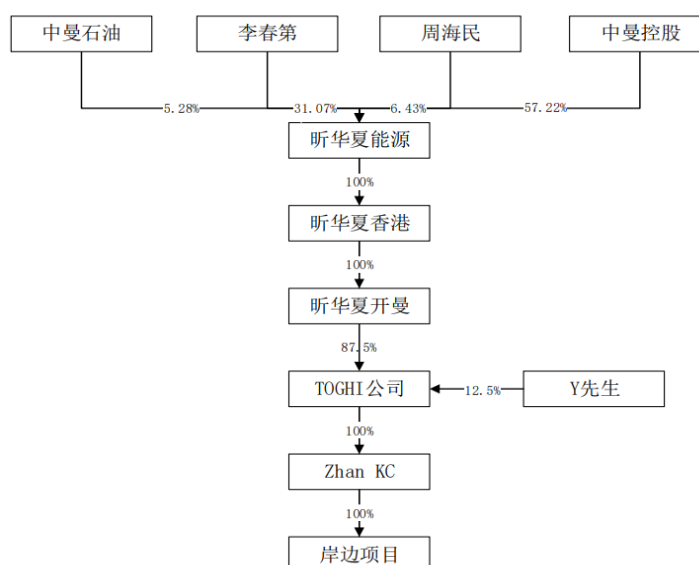 中曼石油
李春第
周海民
中曼控股
5.28%
31.07%
6.43%
57.22%
昕华夏能源
100%
昕华夏香港
100%
昕华夏开曼
87.5%
TOGHI公司
12.5%
Y先生
100%
Zhan KC
100%
岸边项目